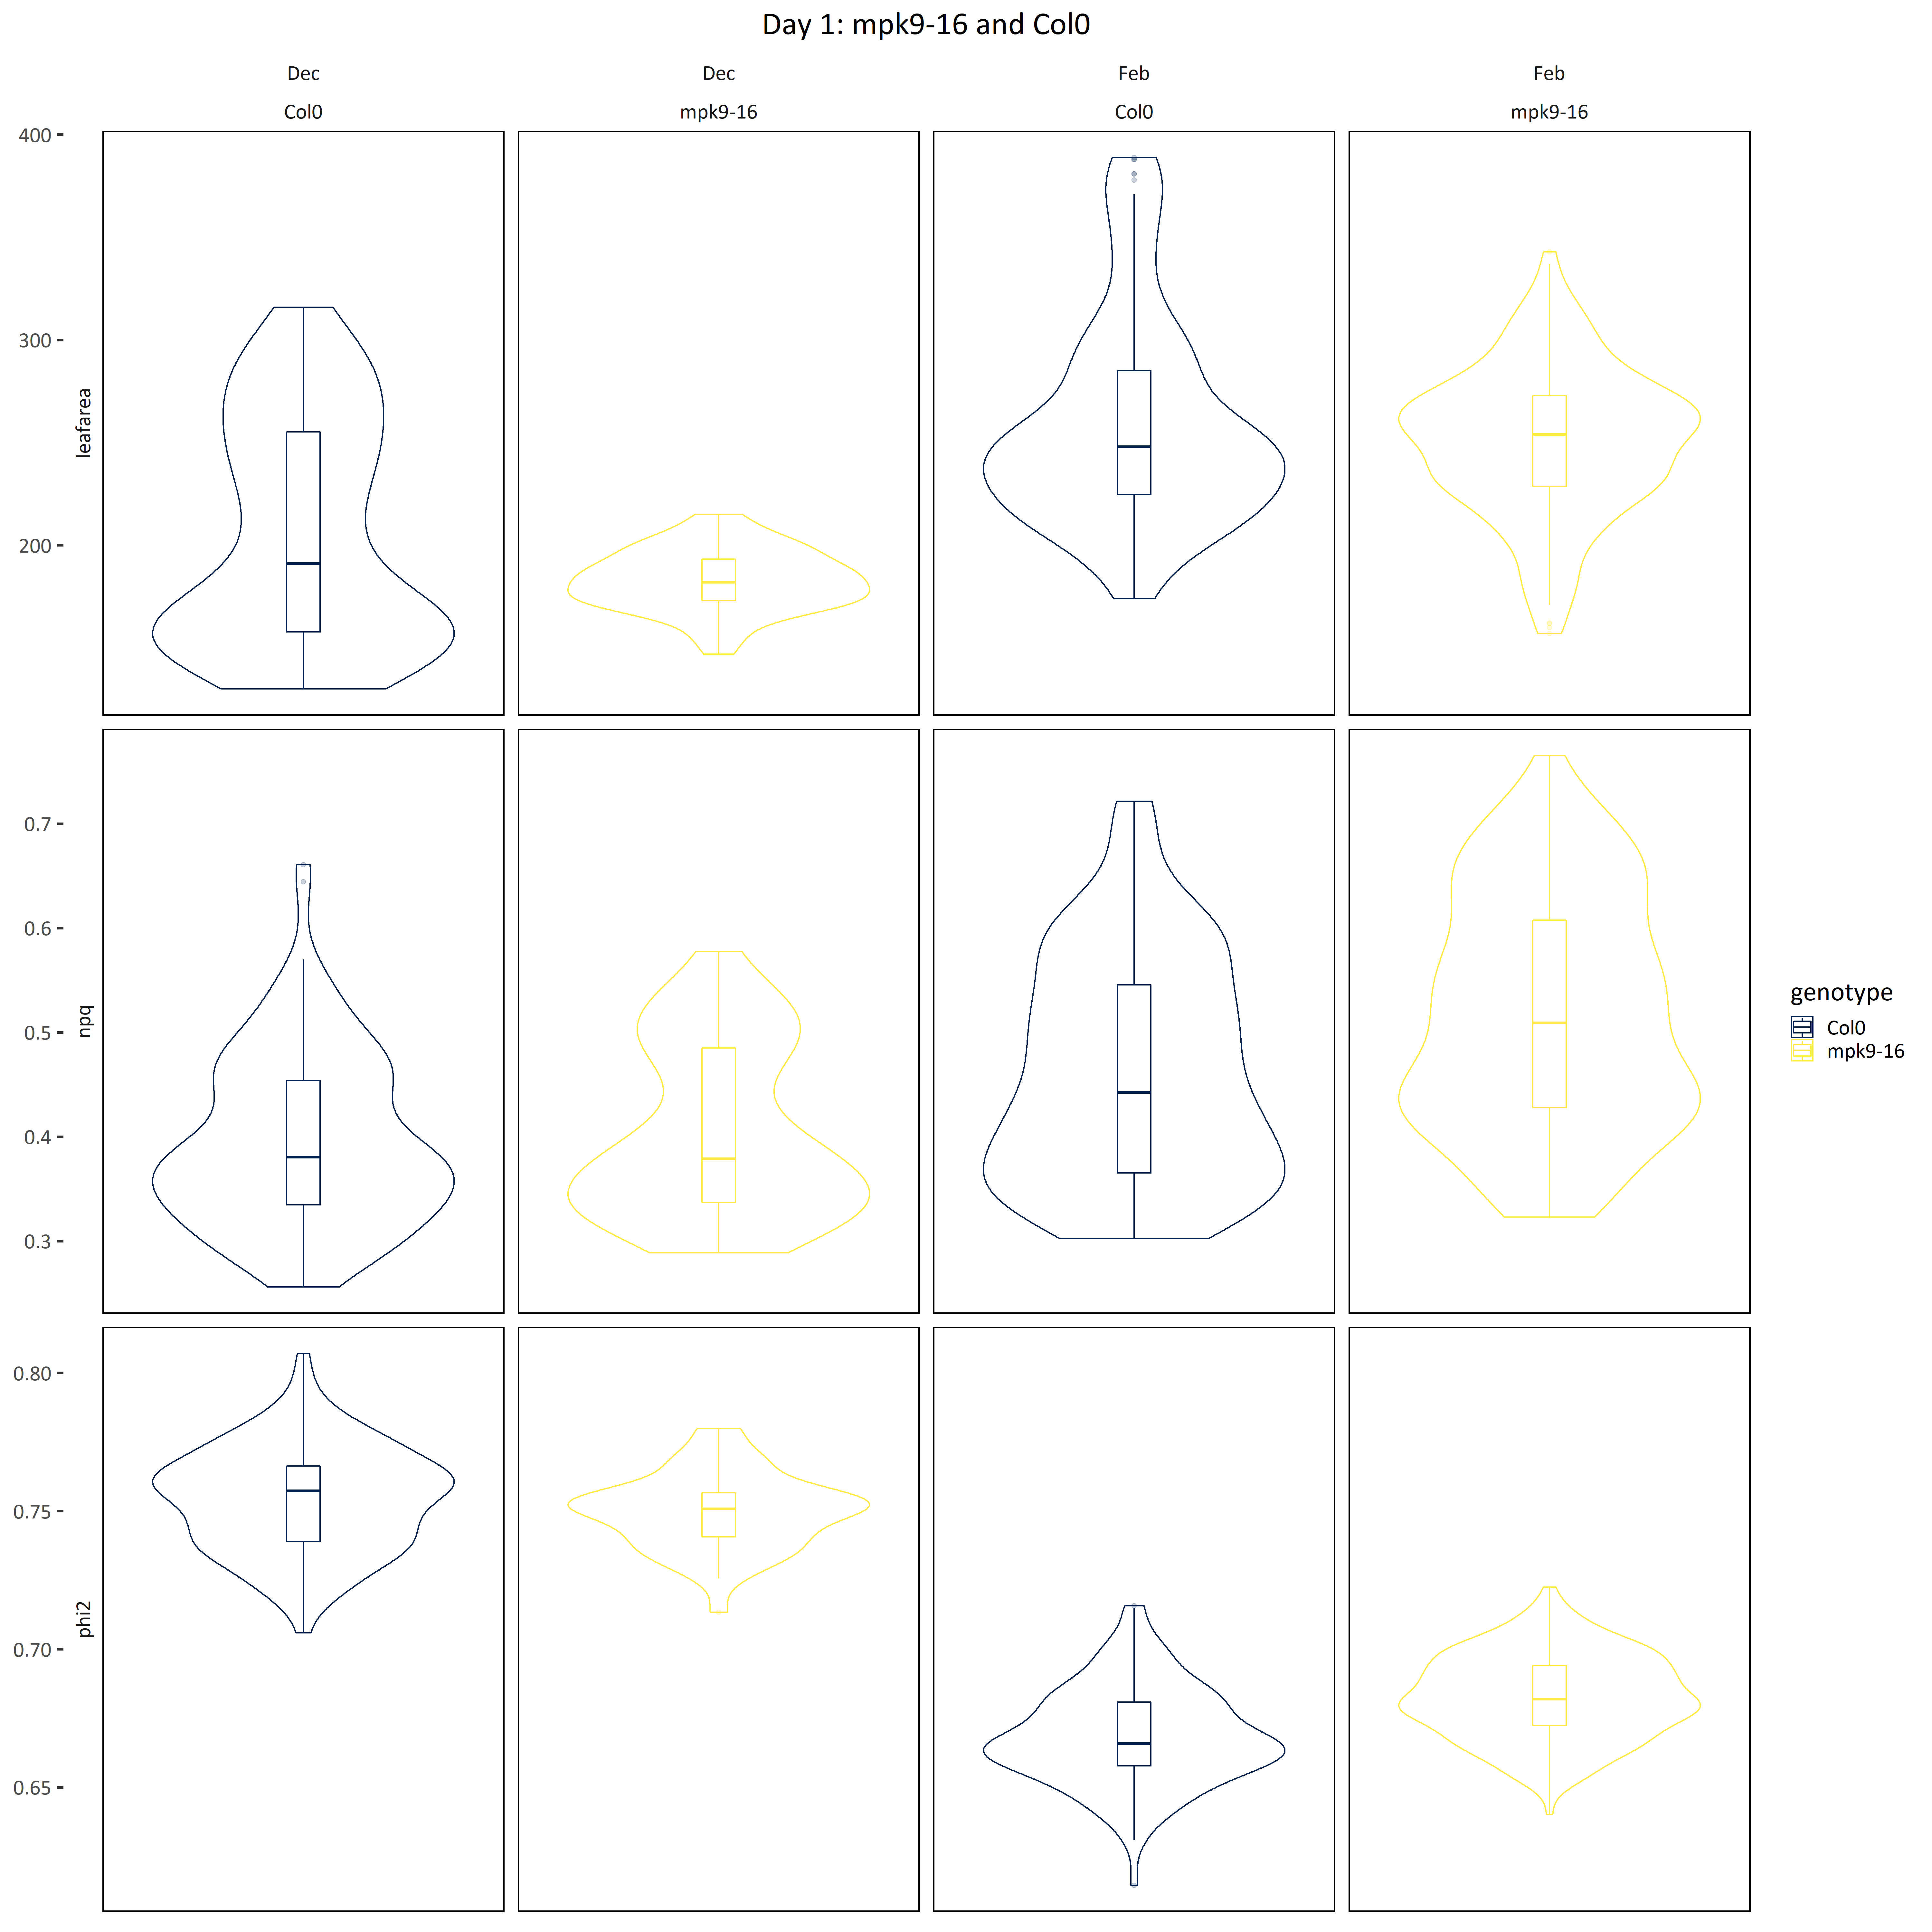 Day 1: mpk9-16 and Col0
Dec
Dec
Feb
Feb
Col0
mpk9-16
Col0
mpk9-16
400
300
200
leafarea
0.7
0.6
0.5
0.4
0.3
npq
0.80
0.75
0.70
0.65
phi2
genotype
Col0
mpk9-16